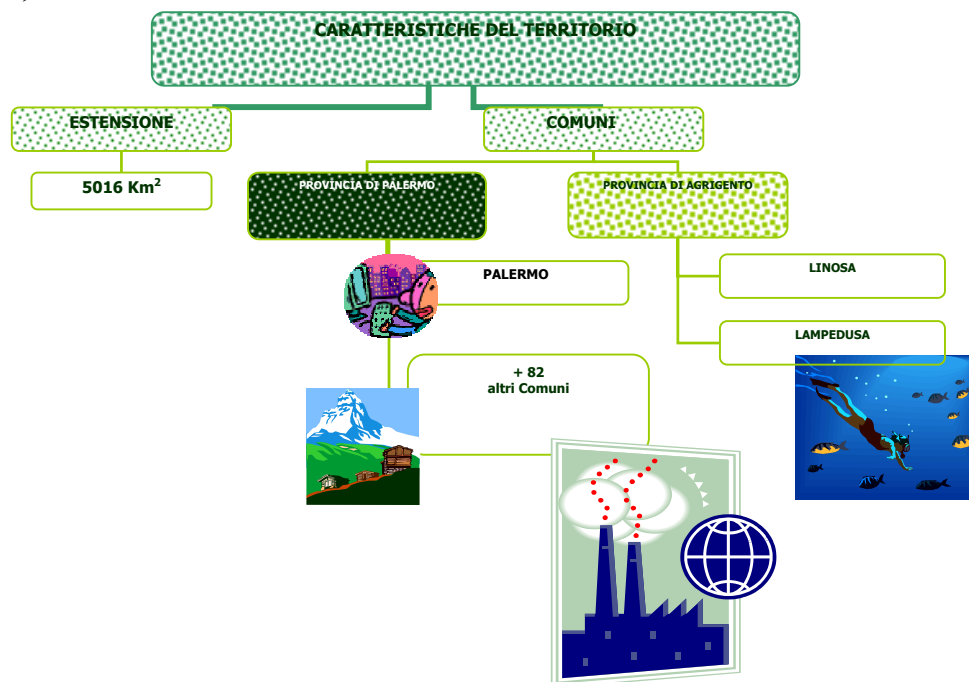 CARATTERISTICHE DEL TERRITORIO
ESTENSIONE
COMUNI
5016 Km²
PROVINCIA DI PALERMO
PROVINCIA DI AGRIGENTO
PALERMO
LINOSA
LAMPEDUSA
+ 82
altri Comuni